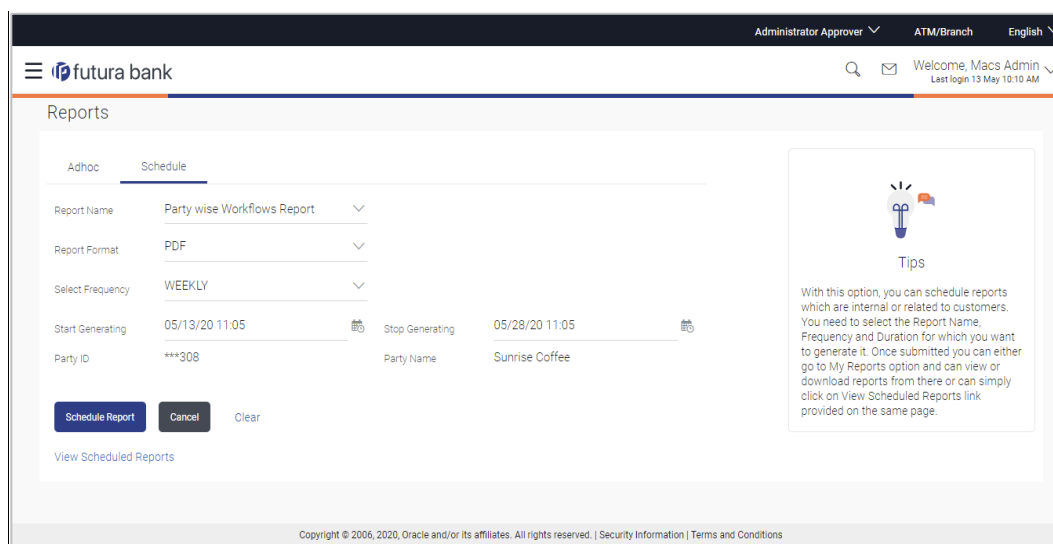 Administrator Approver ATM/Branch English
futura bank Welcome, Macs Admin
Last login 13 May 10:10 AM
Reports
Adhoc Schedule
Report Name Party wise Workflows Report
Report Format PDF
Select Frequency WEEKLY
Start Generating 05/13/20 11:05 Stop Generating 05/28/20 11:05
Party ID ***308 Party Name Sunrise Coffee
Schedule Report Cancel Clear
View Scheduled Reports
Tips
With this option, you can schedule reports
which are internal or related to customers.
You need to select the Report Name,
Frequency and Duration for which you want
to generate it. Once submitted you can either
go to My Reports option and can view or
download reports from there or can simply
click on View Scheduled Reports link
provided on the same page.
Copyright © 2006, 2020, Oracle and/or its affiliates. All rights reserved. | Security Information | Terms and Conditions